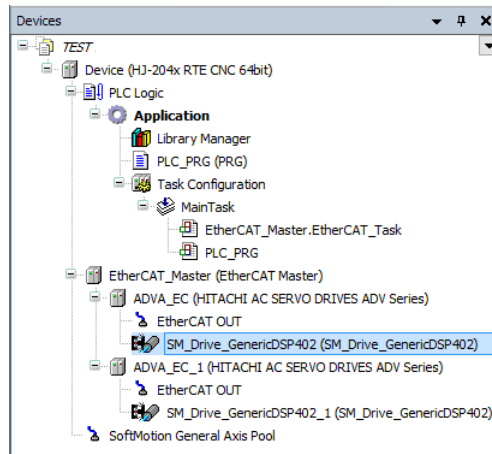 Devices
TEST
Device (HJ-204x RTE CNC 64bit)
PLC Logic
Application
Library Manager
PLC_PRG (PRG)
Task Configuration
MainTask
EtherCAT_Master.EtherCAT_Task
PLC_PRG
EtherCAT_Master (EtherCAT Master)
ADVA_EC (HITACHI AC SERVO DRIVES ADV Series)
EtherCAT OUT
SM_Drive_GenericDSP402 (SM_Drive_GenericDSP402)
ADVA_EC_1 (HITACHI AC SERVO DRIVES ADV Series)
EtherCAT OUT
SM_Drive_GenericDSP402_1 (SM_Drive_GenericDSP402)
SoftMotion General Axis Pool